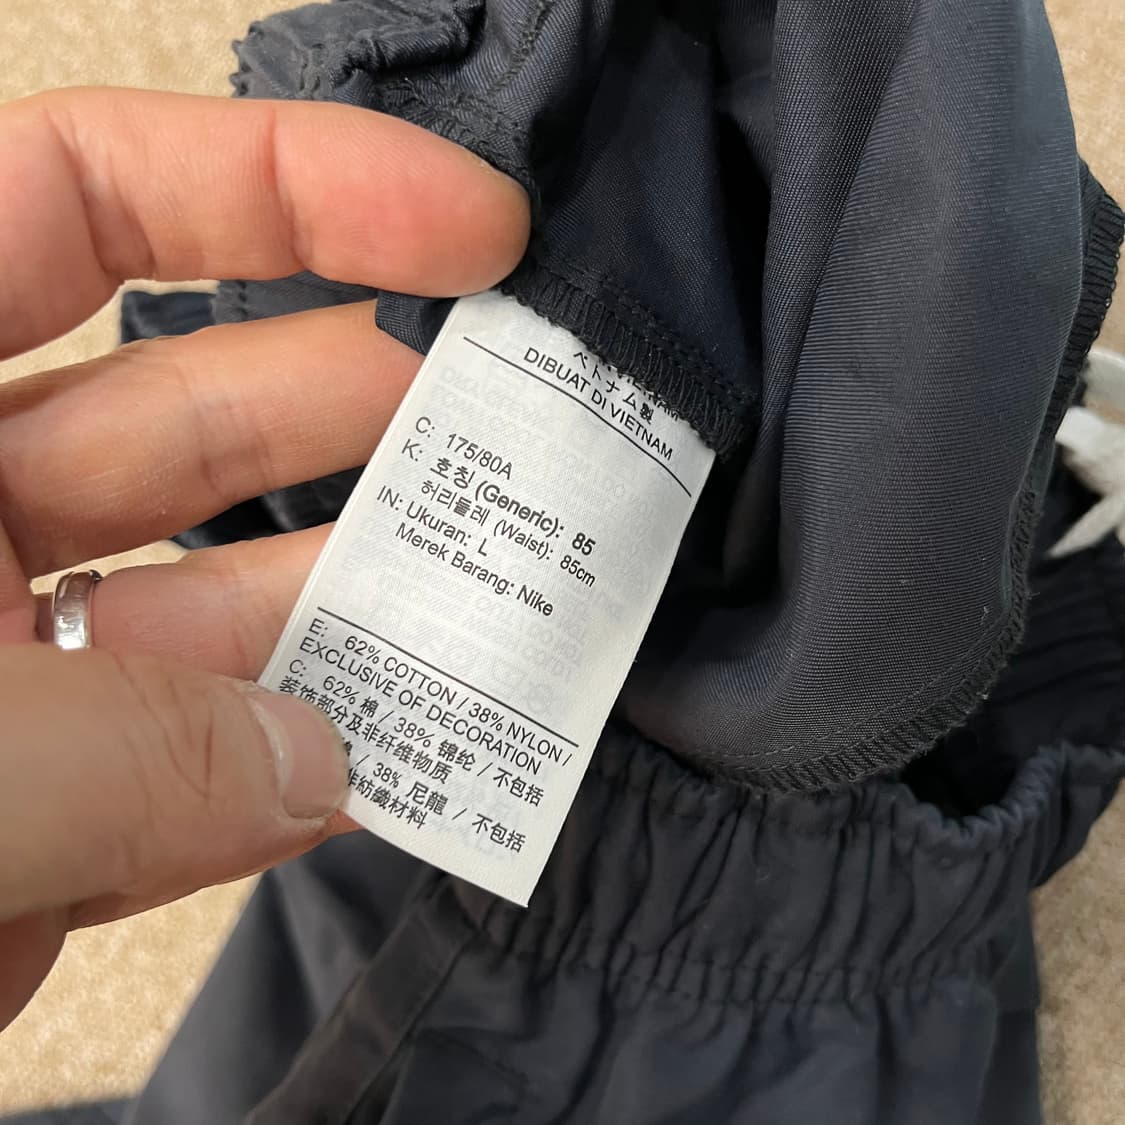 ベトナム製
DIBUAT DI VIETNAM
C: 175/80A
K: 호칭 (Generic): 85
허리둘레 (Waist): 85cm
IN: Ukuran: L
Merek Barang: Nike
E: 62% COTTON / 38% NYLON /
EXCLUSIVE OF DECORATION
C: 62% 棉 / 38% 锦纶 / 不包括
装饰部分及非纤维物质
/ 38% 尼龍 / 不包括
非紡織材料